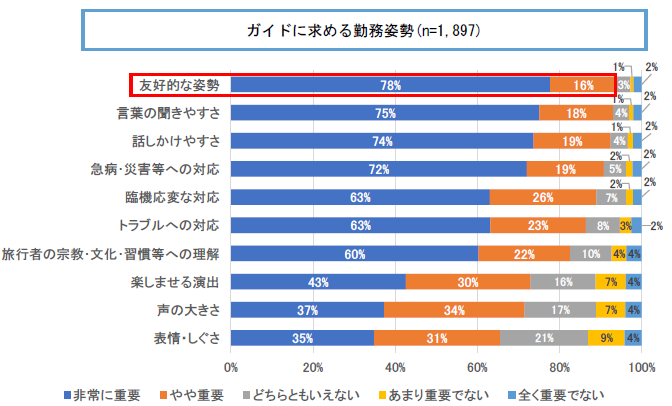 ガイドに求める勤務姿勢(n=1,897)
友好的な姿勢 78% 16% 3% 1% 2%
言葉の聞きやすさ 75% 18% 4% 1% 2%
話しかけやすさ 74% 19% 4% 1% 2%
急病・災害等への対応 72% 19% 5% 2% 2%
臨機応変な対応 63% 26% 7% 2% 2%
トラブルへの対応 63% 23% 8% 3% 2%
旅行者の宗教・文化・習慣等への理解 60% 22% 10% 4% 4%
楽しませる演出 43% 30% 16% 7% 4%
声の大きさ 37% 34% 17% 7% 4%
表情・しぐさ 35% 31% 21% 9% 4%
0% 20% 40% 60% 80% 100%
非常に重要 やや重要 どちらともいえない あまり重要でない 全く重要でない